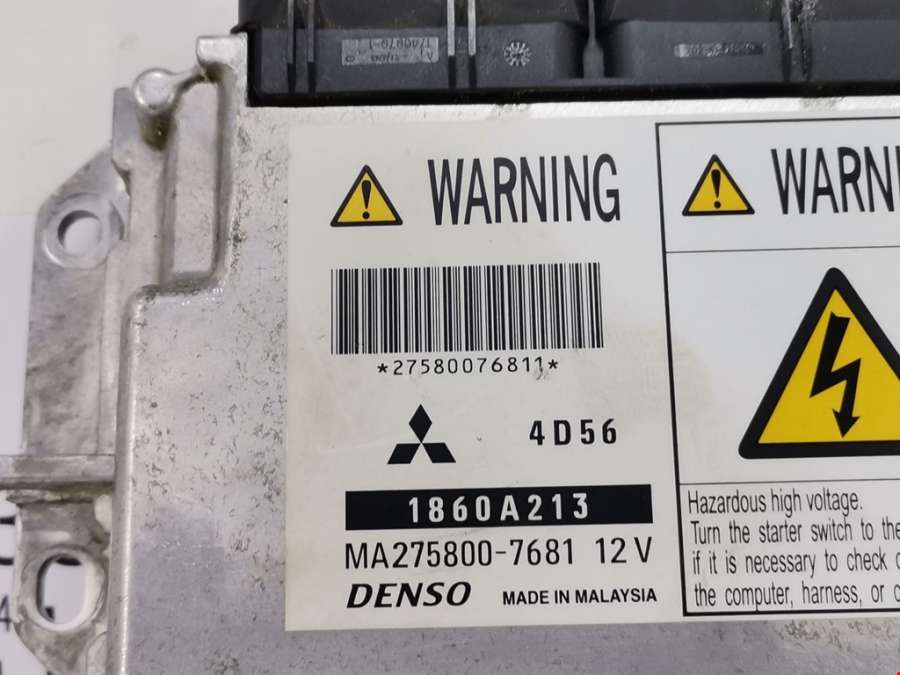 WARNING
*27580076811*
4D56
1860A213
MA275800-7681 12V
DENSO MADE IN MALAYSIA
WARN
Hazardous high voltage.
Turn the starter switch to the
if it is necessary to check
the computer, harness, or